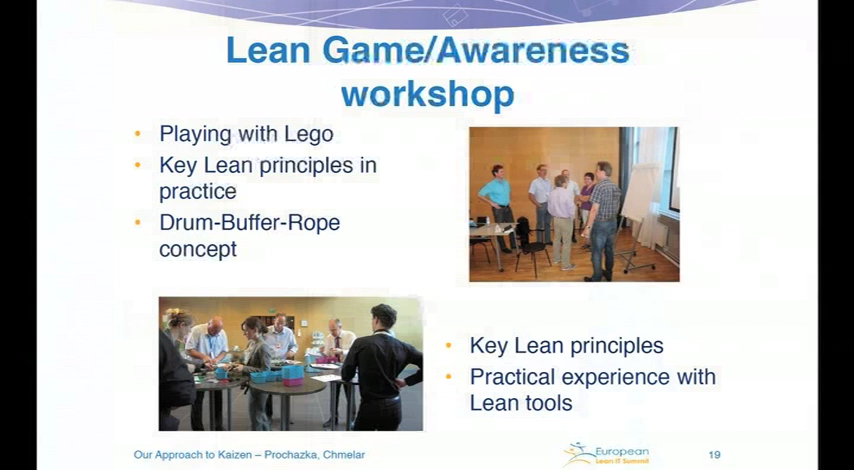 Lean Game/Awareness
workshop
• Playing with Lego
• Key Lean principles in
practice
• Drum-Buffer-Rope
concept
• Key Lean principles
• Practical experience with
Lean tools
Our Approach to Kaizen – Prochazka, Chmelar
European
Lean IT Summit
19